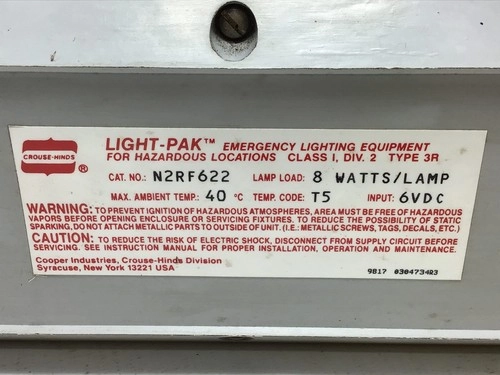 CROUSE-HINDS
®
LIGHT-PAK™ EMERGENCY LIGHTING EQUIPMENT
FOR HAZARDOUS LOCATIONS CLASS I, DIV. 2 TYPE 3R
CAT. NO.: N2RF622 LAMP LOAD: 8 WATTS/LAMP
MAX. AMBIENT TEMP.: 40 °C TEMP. CODE: T5 INPUT: 6VDC
WARNING: TO PREVENT IGNITION OF HAZARDOUS ATMOSPHERES, AREA MUST BE FREE OF HAZARDOUS
VAPORS BEFORE OPENING ENCLOSURE OR SERVICING FIXTURES. TO REDUCE THE POSSIBILITY OF STATIC
SPARKING, DO NOT ATTACH METALLIC PARTS TO OUTSIDE OF UNIT. (I.E.: METALLIC SCREWS, TAGS, DECALS, ETC.)
CAUTION: TO REDUCE THE RISK OF ELECTRIC SHOCK, DISCONNECT FROM SUPPLY CIRCUIT BEFORE
SERVICING. SEE INSTRUCTION MANUAL FOR PROPER INSTALLATION, OPERATION AND MAINTENANCE.
Cooper Industries, Crouse-Hinds Division
Syracuse, New York 13221 USA
9817 0304734R3